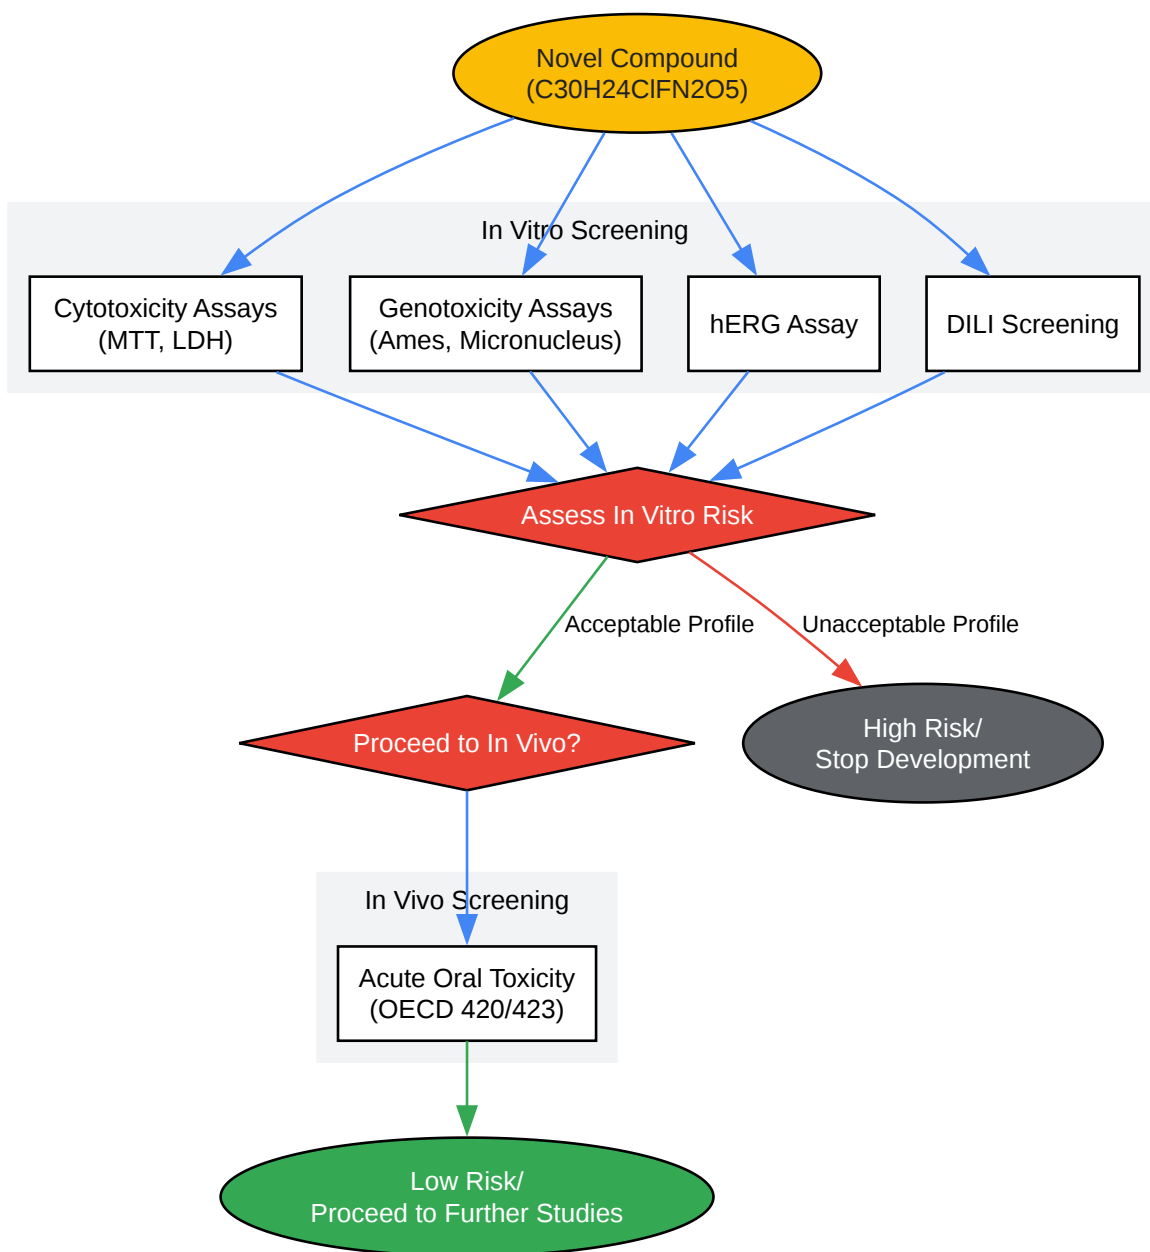 Novel Compound
(C30H24ClFN2O5)
In Vitro Screening
Cytotoxicity Assays
(MTT, LDH)
Genotoxicity Assays
(Ames, Micronucleus)
hERG Assay
DILI Screening
Assess In Vitro Risk
Acceptable Profile
Unacceptable Profile
Proceed to In Vivo?
High Risk/
Stop Development
In Vivo Screening
Acute Oral Toxicity
(OECD 420/423)
Low Risk/
Proceed to Further Studies